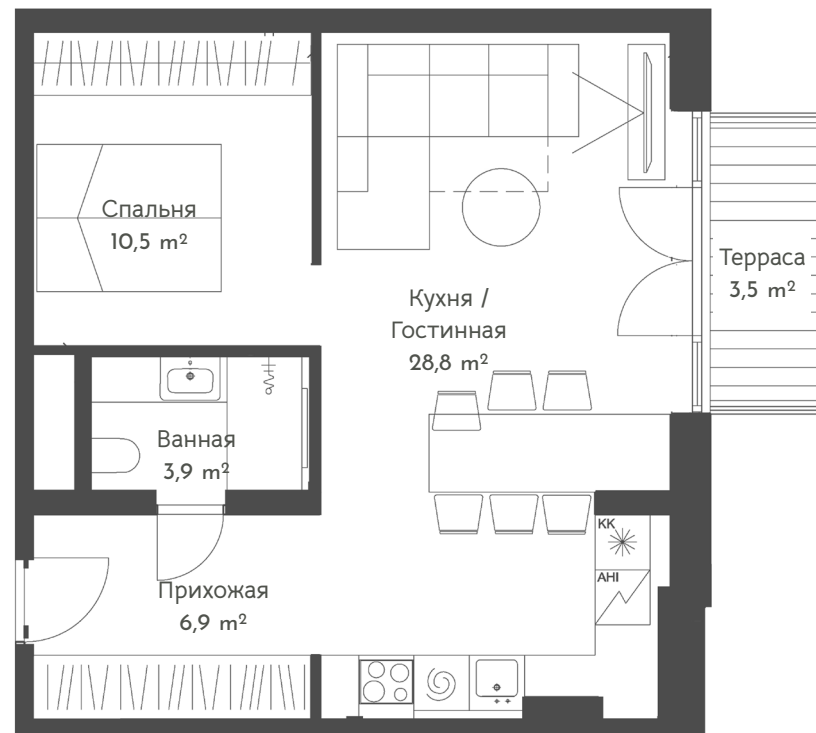 Спальня
10,5 m²
Терраса
3,5 m²
Кухня /
Гостинная
28,8 m²
Ванная
3,9 m²
KK
AHI
Прихожая
6,9 m²